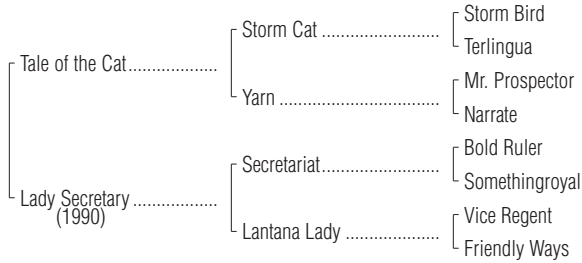 Storm Bird
Storm Cat ..............................
Terlingua
Tale of the Cat..................
Mr. Prospector
Yarn .........................................
Narrate
Bold Ruler
Secretariat..............................
Somethingroyal
Lady Secretary .................
(1990)
Vice Regent
Lantana Lady ........................
Friendly Ways